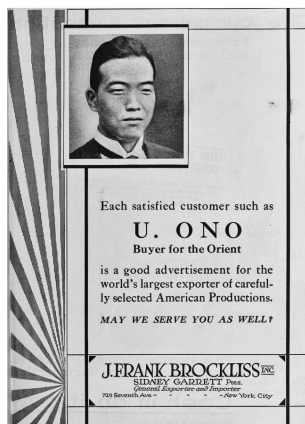 Each satisfied customer such as
U. ONO
Buyer for the Orient
is a good advertisement for the
world's largest exporter of careful-
ly selected American Productions.
MAY WE SERVE YOU AS WELL?
J. FRANK BROCKLISS INC.
SIDNEY GARRETT Pres.
General Exporter and Importer
729 Seventh Ave. - - - - - New York City